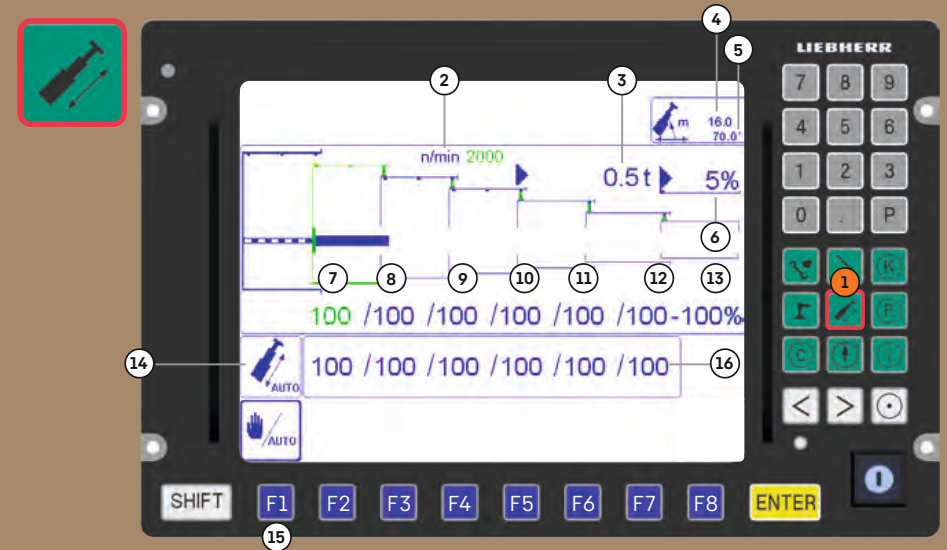 4
5
LIEBHERR
2
3
7 8 9
m 16.0
70.0°
4 5 6
n/min 2000
0.5 t
5%
1 2 3
0 . P
6
7 8 9 10 11 12 13
1
K
F
C
i
100 /100 /100 /100 /100 /100-100%
14
AUTO
100 /100 /100 /100 /100 /100
16
< >
/AUTO
SHIFT F1 F2 F3 F4 F5 F6 F7 F8 ENTER
I
15